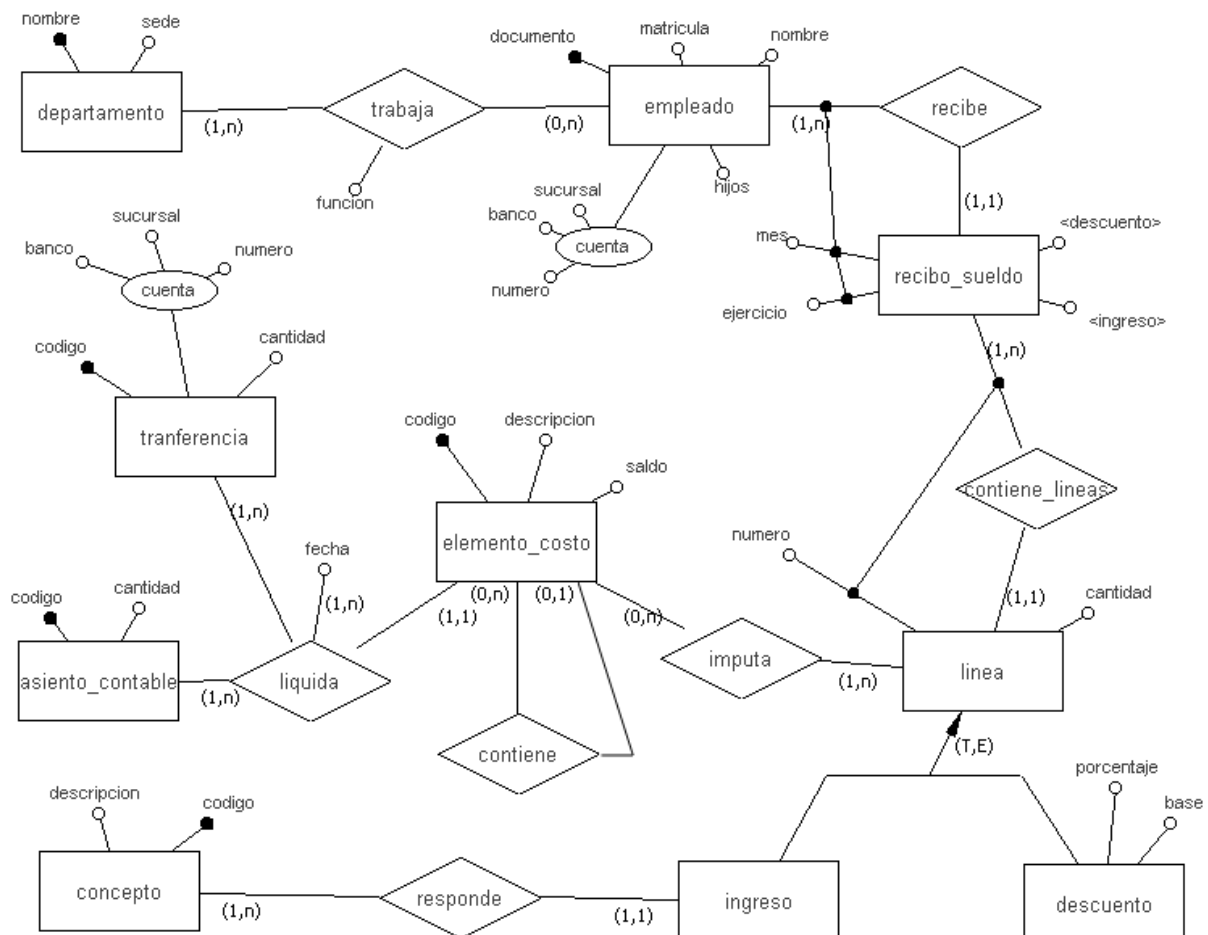 nombre
sede
departamento
(1,n)
trabaja
funcion
(0,n)
documento
matricula
nombre
empleado
hijos
sucursal
banco
cuenta
numero
(1,n)
recibe
(1,1)
mes
ejercicio
recibo_sueldo
<descuento>
<ingreso>
(1,n)
sucursal
banco
numero
cuenta
codigo
cantidad
tranferencia
(1,n)
codigo
descripcion
saldo
elemento_costo
(1,1)
(0,n)
(0,1)
(0,n)
contiene_lineas
(1,1)
numero
cantidad
linea
fecha
(1,n)
codigo
cantidad
asiento_contable
(1,n)
liquida
contiene
imputa
(1,n)
(T,E)
descripcion
codigo
concepto
(1,n)
responde
(1,1)
ingreso
porcentaje
base
descuento